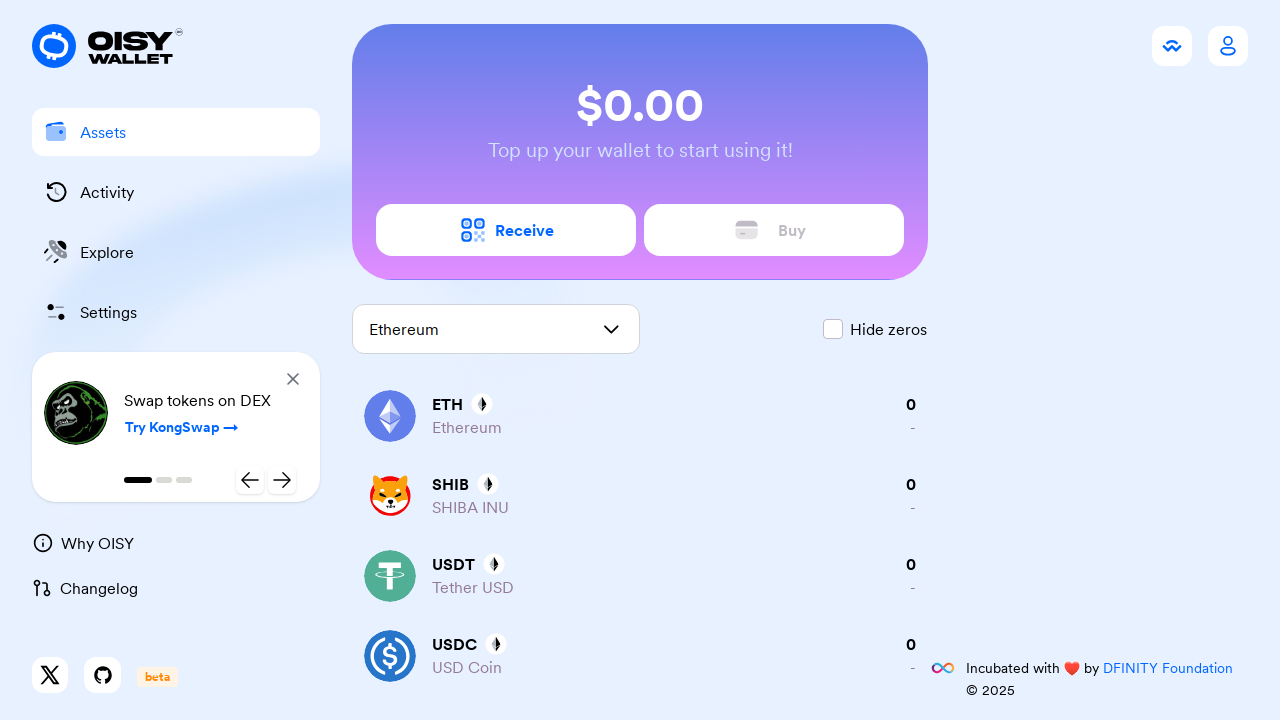 OISY
WALLET
Assets
Activity
Explore
Settings
Swap tokens on DEX
Try KongSwap →
Why OISY
Changelog
beta
$0.00
Top up your wallet to start using it!
Receive
Buy
Ethereum
Hide zeros
ETH
0
Ethereum
-
SHIB
0
SHIBA INU
-
USDT
0
Tether USD
-
USDC
0
USD Coin
-
Incubated with ❤️ by DFINITY Foundation
© 2025